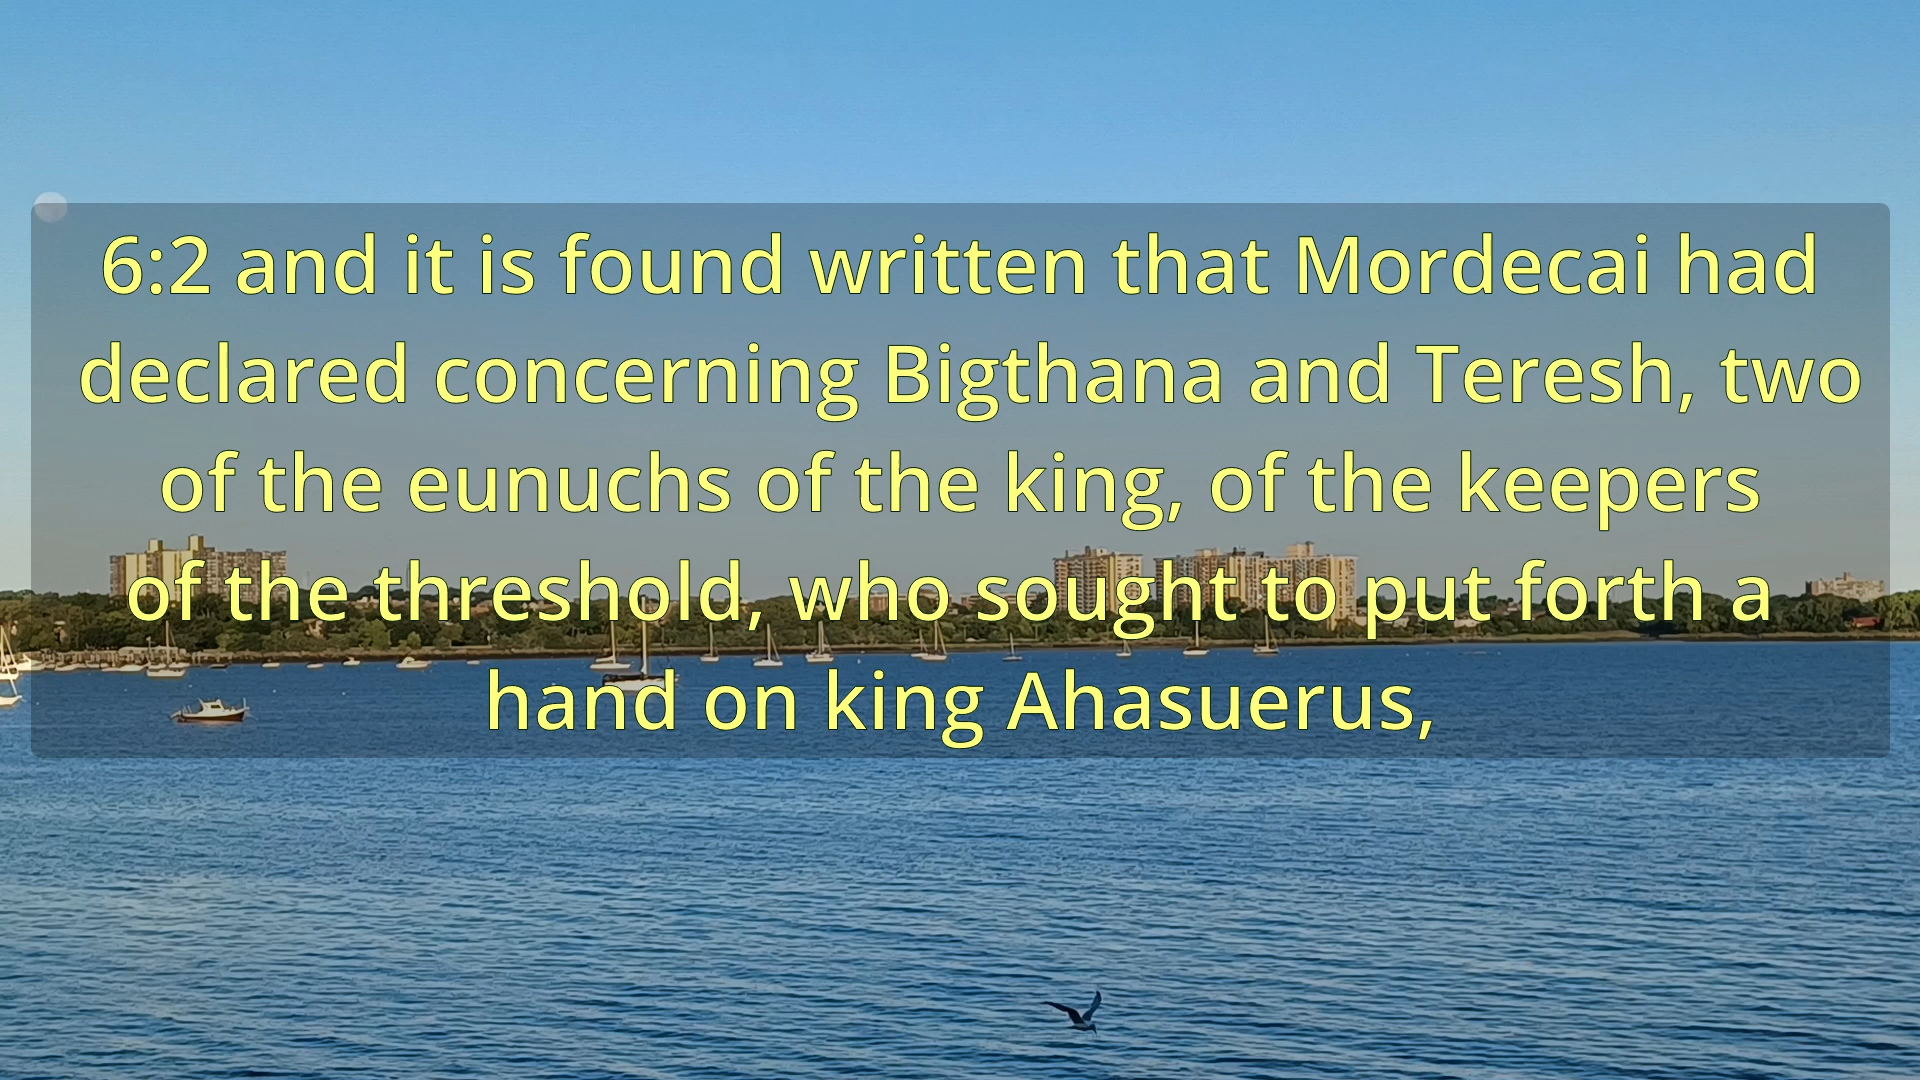 6:2 and it is found written that Mordecai had
declared concerning Bigthana and Teresh, two
of the eunuchs of the king, of the keepers
of the threshold, who sought to put forth a
hand on king Ahasuerus,